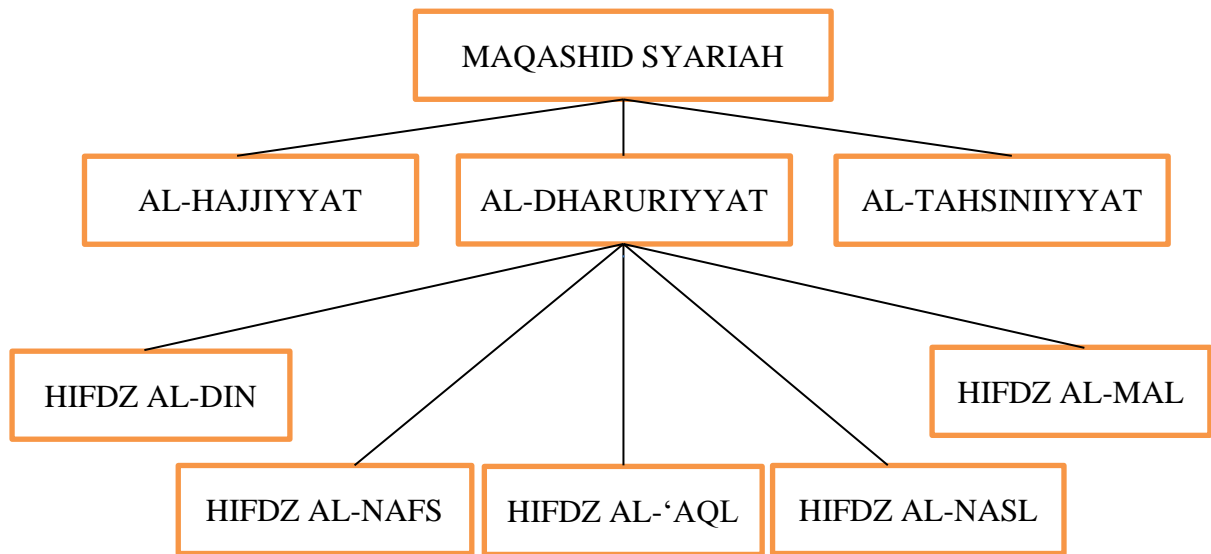 MAQASHID SYARIAH
AL-HAJJIYYAT
AL-DHARURIYYAT
AL-TAHSINIIYYAT
HIFDZ AL-DIN
HIFDZ AL-MAL
HIFDZ AL-NAFS
HIFDZ AL-‘AQL
HIFDZ AL-NASL